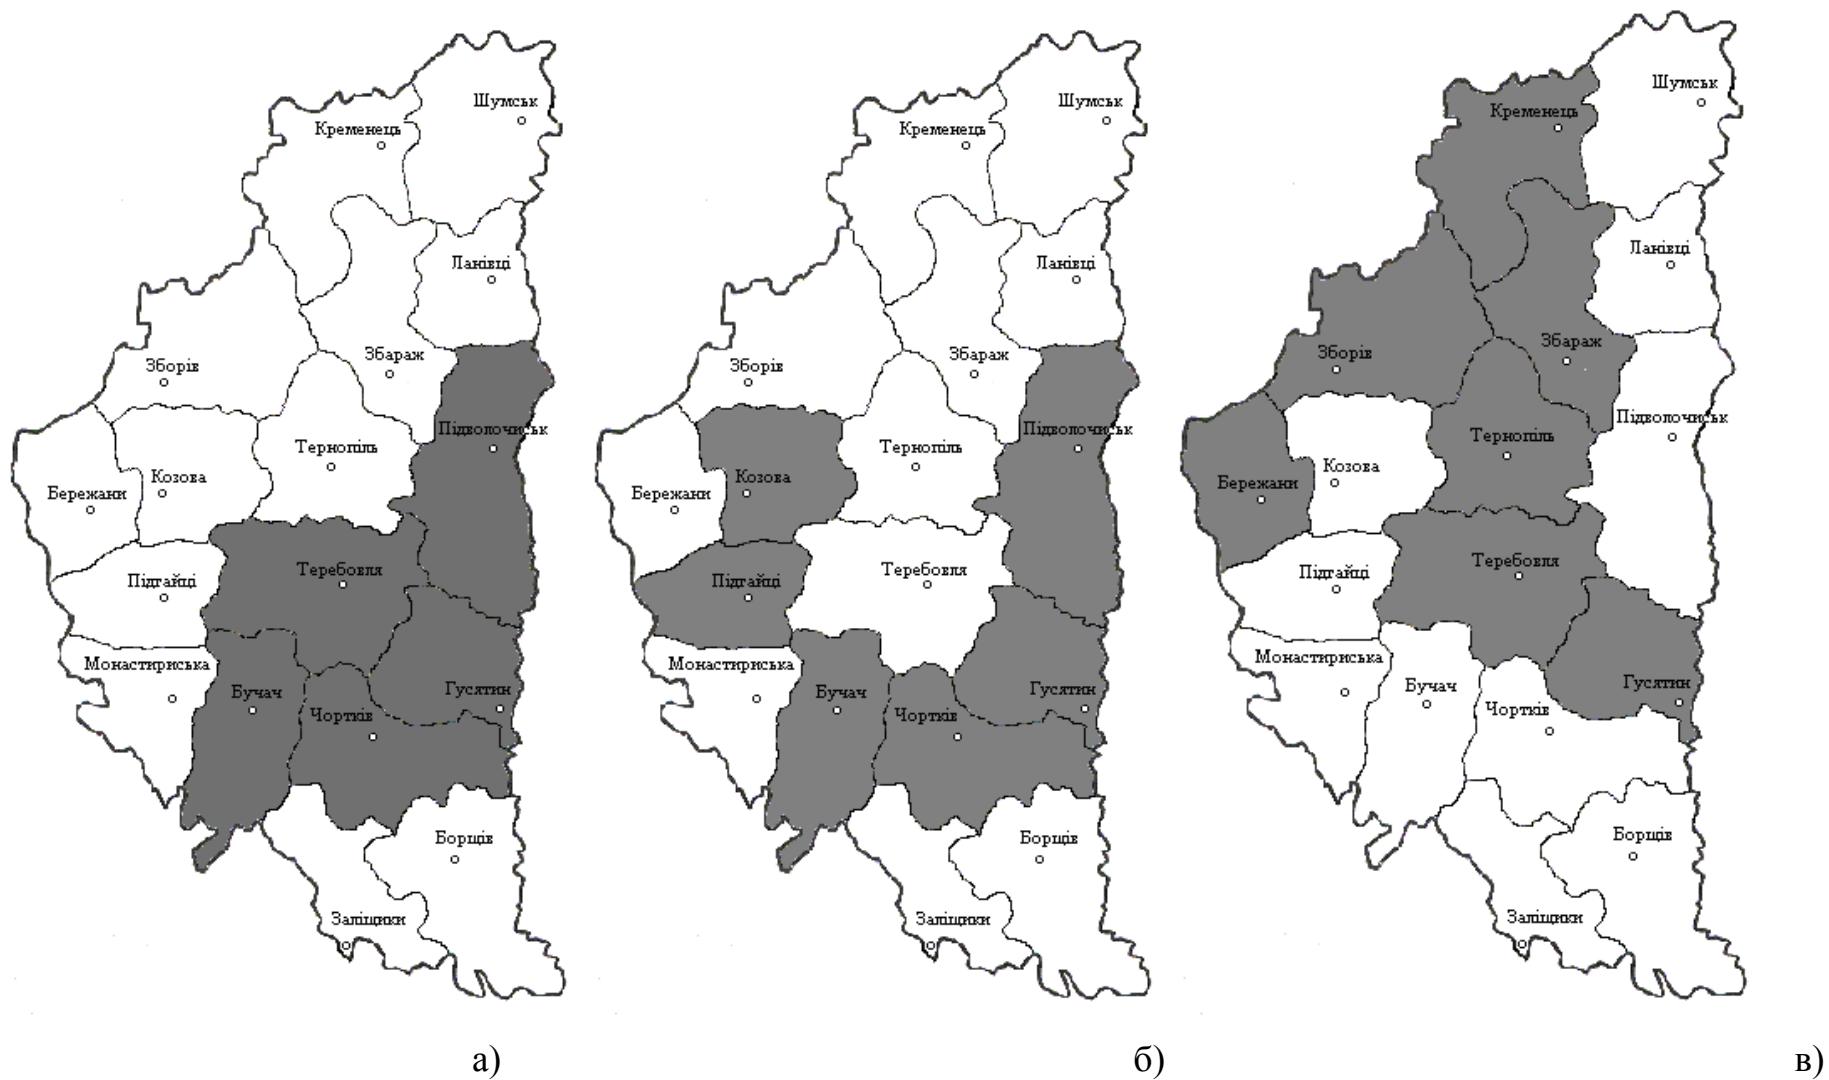 Шумськ
Кременець
Ланівці
Збараж
Зборів
Підволочиськ
Тернопіль
Козова
Бережани
Теребовля
Підгайці
Монастириська
Бучач
Гусятин
Чортків
Борщів
Заліщики
а)
Шумськ
Кременець
Ланівці
Збараж
Зборів
Підволочиськ
Тернопіль
Козова
Бережани
Теребовля
Підгайці
Монастириська
Бучач
Гусятин
Чортків
Борщів
Заліщики
б)
Шумськ
Кременець
Ланівці
Збараж
Зборів
Підволочиськ
Тернопіль
Козова
Бережани
Теребовля
Підгайці
Монастириська
Бучач
Гусятин
Чортків
Борщів
Заліщики
в)